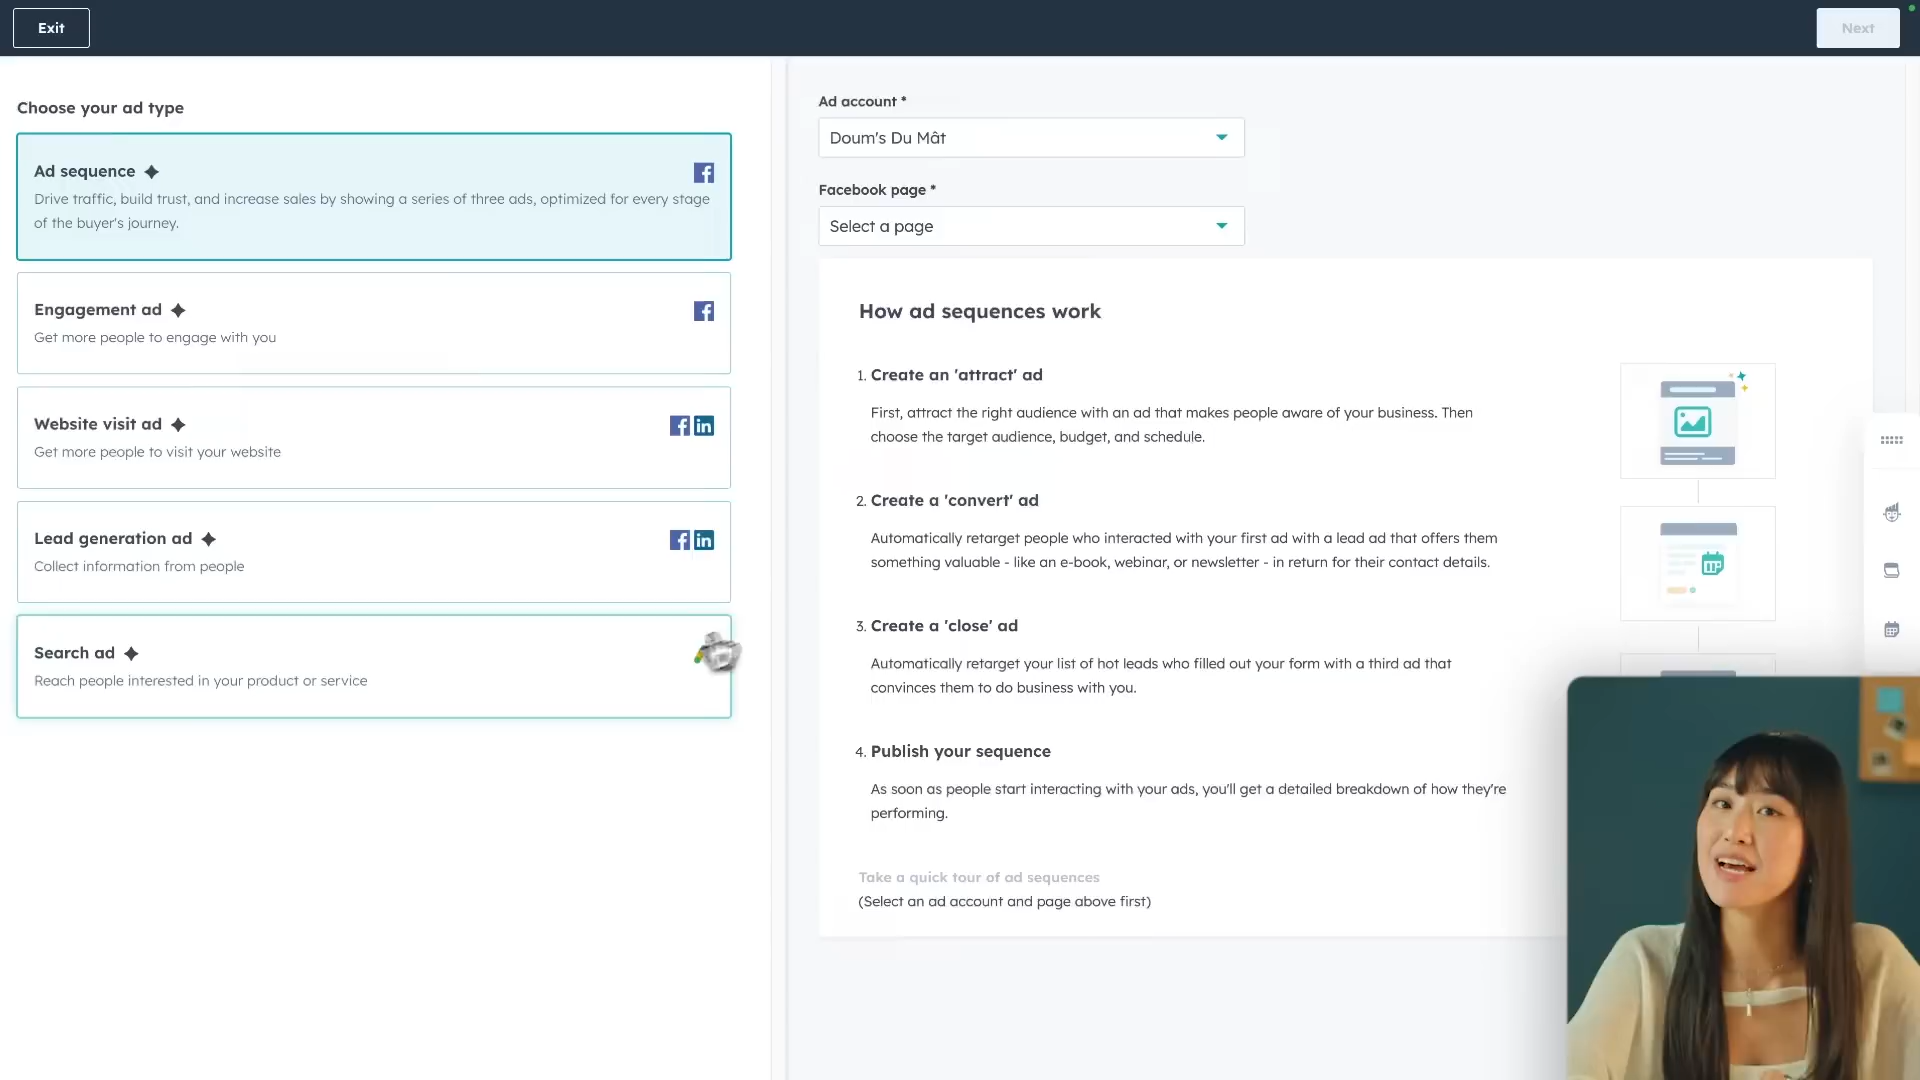 Exit
Next
Choose your ad type
Ad sequence
Drive traffic, build trust, and increase sales by showing a series of three ads, optimized for every stage
of the buyer's journey.
Engagement ad
Get more people to engage with you
Website visit ad
Get more people to visit your website
in
Lead generation ad
Collect information from people
in
Search ad
Reach people interested in your product or service
Ad account *
Doum's Du Mât
Facebook page *
Select a page
How ad sequences work
1. Create an 'attract' ad
First, attract the right audience with an ad that makes people aware of your business. Then
choose the target audience, budget, and schedule.
2. Create a 'convert' ad
Automatically retarget people who interacted with your first ad with a lead ad that offers them
something valuable - like an e-book, webinar, or newsletter - in return for their contact details.
3. Create a 'close' ad
Automatically retarget your list of hot leads who filled out your form with a third ad that
convinces them to do business with you.
4. Publish your sequence
As soon as people start interacting with your ads, you'll get a detailed breakdown of how they're
performing.
Take a quick tour of ad sequences
(Select an ad account and page above first)